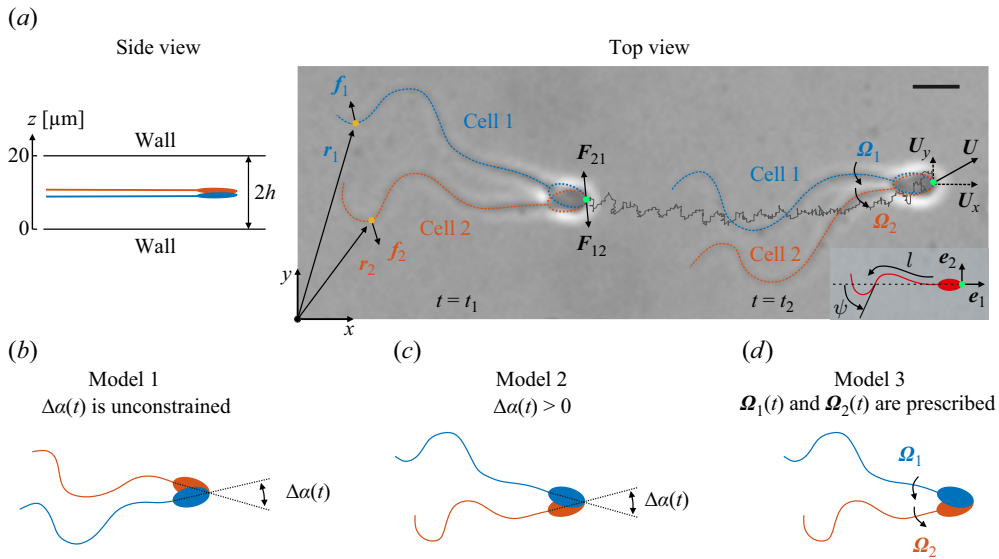 (a)
Side view
Top view
z [µm]
Wall
20
2h
0
Wall
f1
r1
Cell 1
F21
F12
Cell 2
f2
r2
y
x
t = t1
Cell 1
Ω1
Uy
U
Ux
Ω2
Cell 2
t = t2
l
e2
e1
ψ
(b)
Model 1
Δα(t) is unconstrained
Δα(t)
(c)
Model 2
Δα(t) > 0
Δα(t)
(d)
Model 3
Ω1(t) and Ω2(t) are prescribed
Ω1
Ω2